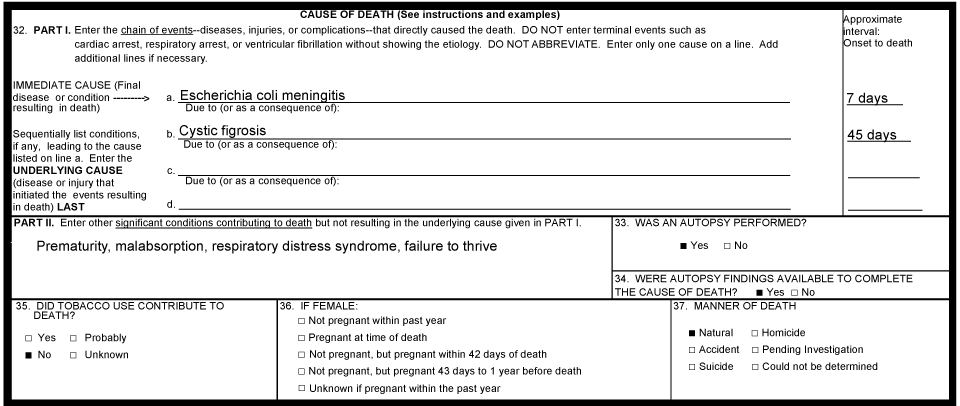 CAUSE OF DEATH (See instructions and examples)
32. PART I. Enter the chain of events--diseases, injuries, or complications--that directly caused the death. DO NOT enter terminal events such as
cardiac arrest, respiratory arrest, or ventricular fibrillation without showing the etiology. DO NOT ABBREVIATE. Enter only one cause on a line. Add
additional lines if necessary.
Approximate
interval:
Onset to death
IMMEDIATE CAUSE (Final
disease or condition --------->
resulting in death)
a. Escherichia coli meningitis
7 days
Due to (or as a consequence of):
Sequentially list conditions,
if any, leading to the cause
listed on line a. Enter the
UNDERLYING CAUSE
(disease or injury that
initiated the events resulting
in death) LAST
b. Cystic figrosis
45 days
Due to (or as a consequence of):
c.
Due to (or as a consequence of):
d.
PART II. Enter other significant conditions contributing to death but not resulting in the underlying cause given in PART I.
Prematurity, malabsorption, respiratory distress syndrome, failure to thrive
33. WAS AN AUTOPSY PERFORMED?
■ Yes □ No
34. WERE AUTOPSY FINDINGS AVAILABLE TO COMPLETE
THE CAUSE OF DEATH? ■ Yes □ No
35. DID TOBACCO USE CONTRIBUTE TO
DEATH?
□ Yes □ Probably
■ No □ Unknown
36. IF FEMALE:
□ Not pregnant within past year
□ Pregnant at time of death
□ Not pregnant, but pregnant within 42 days of death
□ Not pregnant, but pregnant 43 days to 1 year before death
□ Unknown if pregnant within the past year
37. MANNER OF DEATH
■ Natural □ Homicide
□ Accident □ Pending Investigation
□ Suicide □ Could not be determined